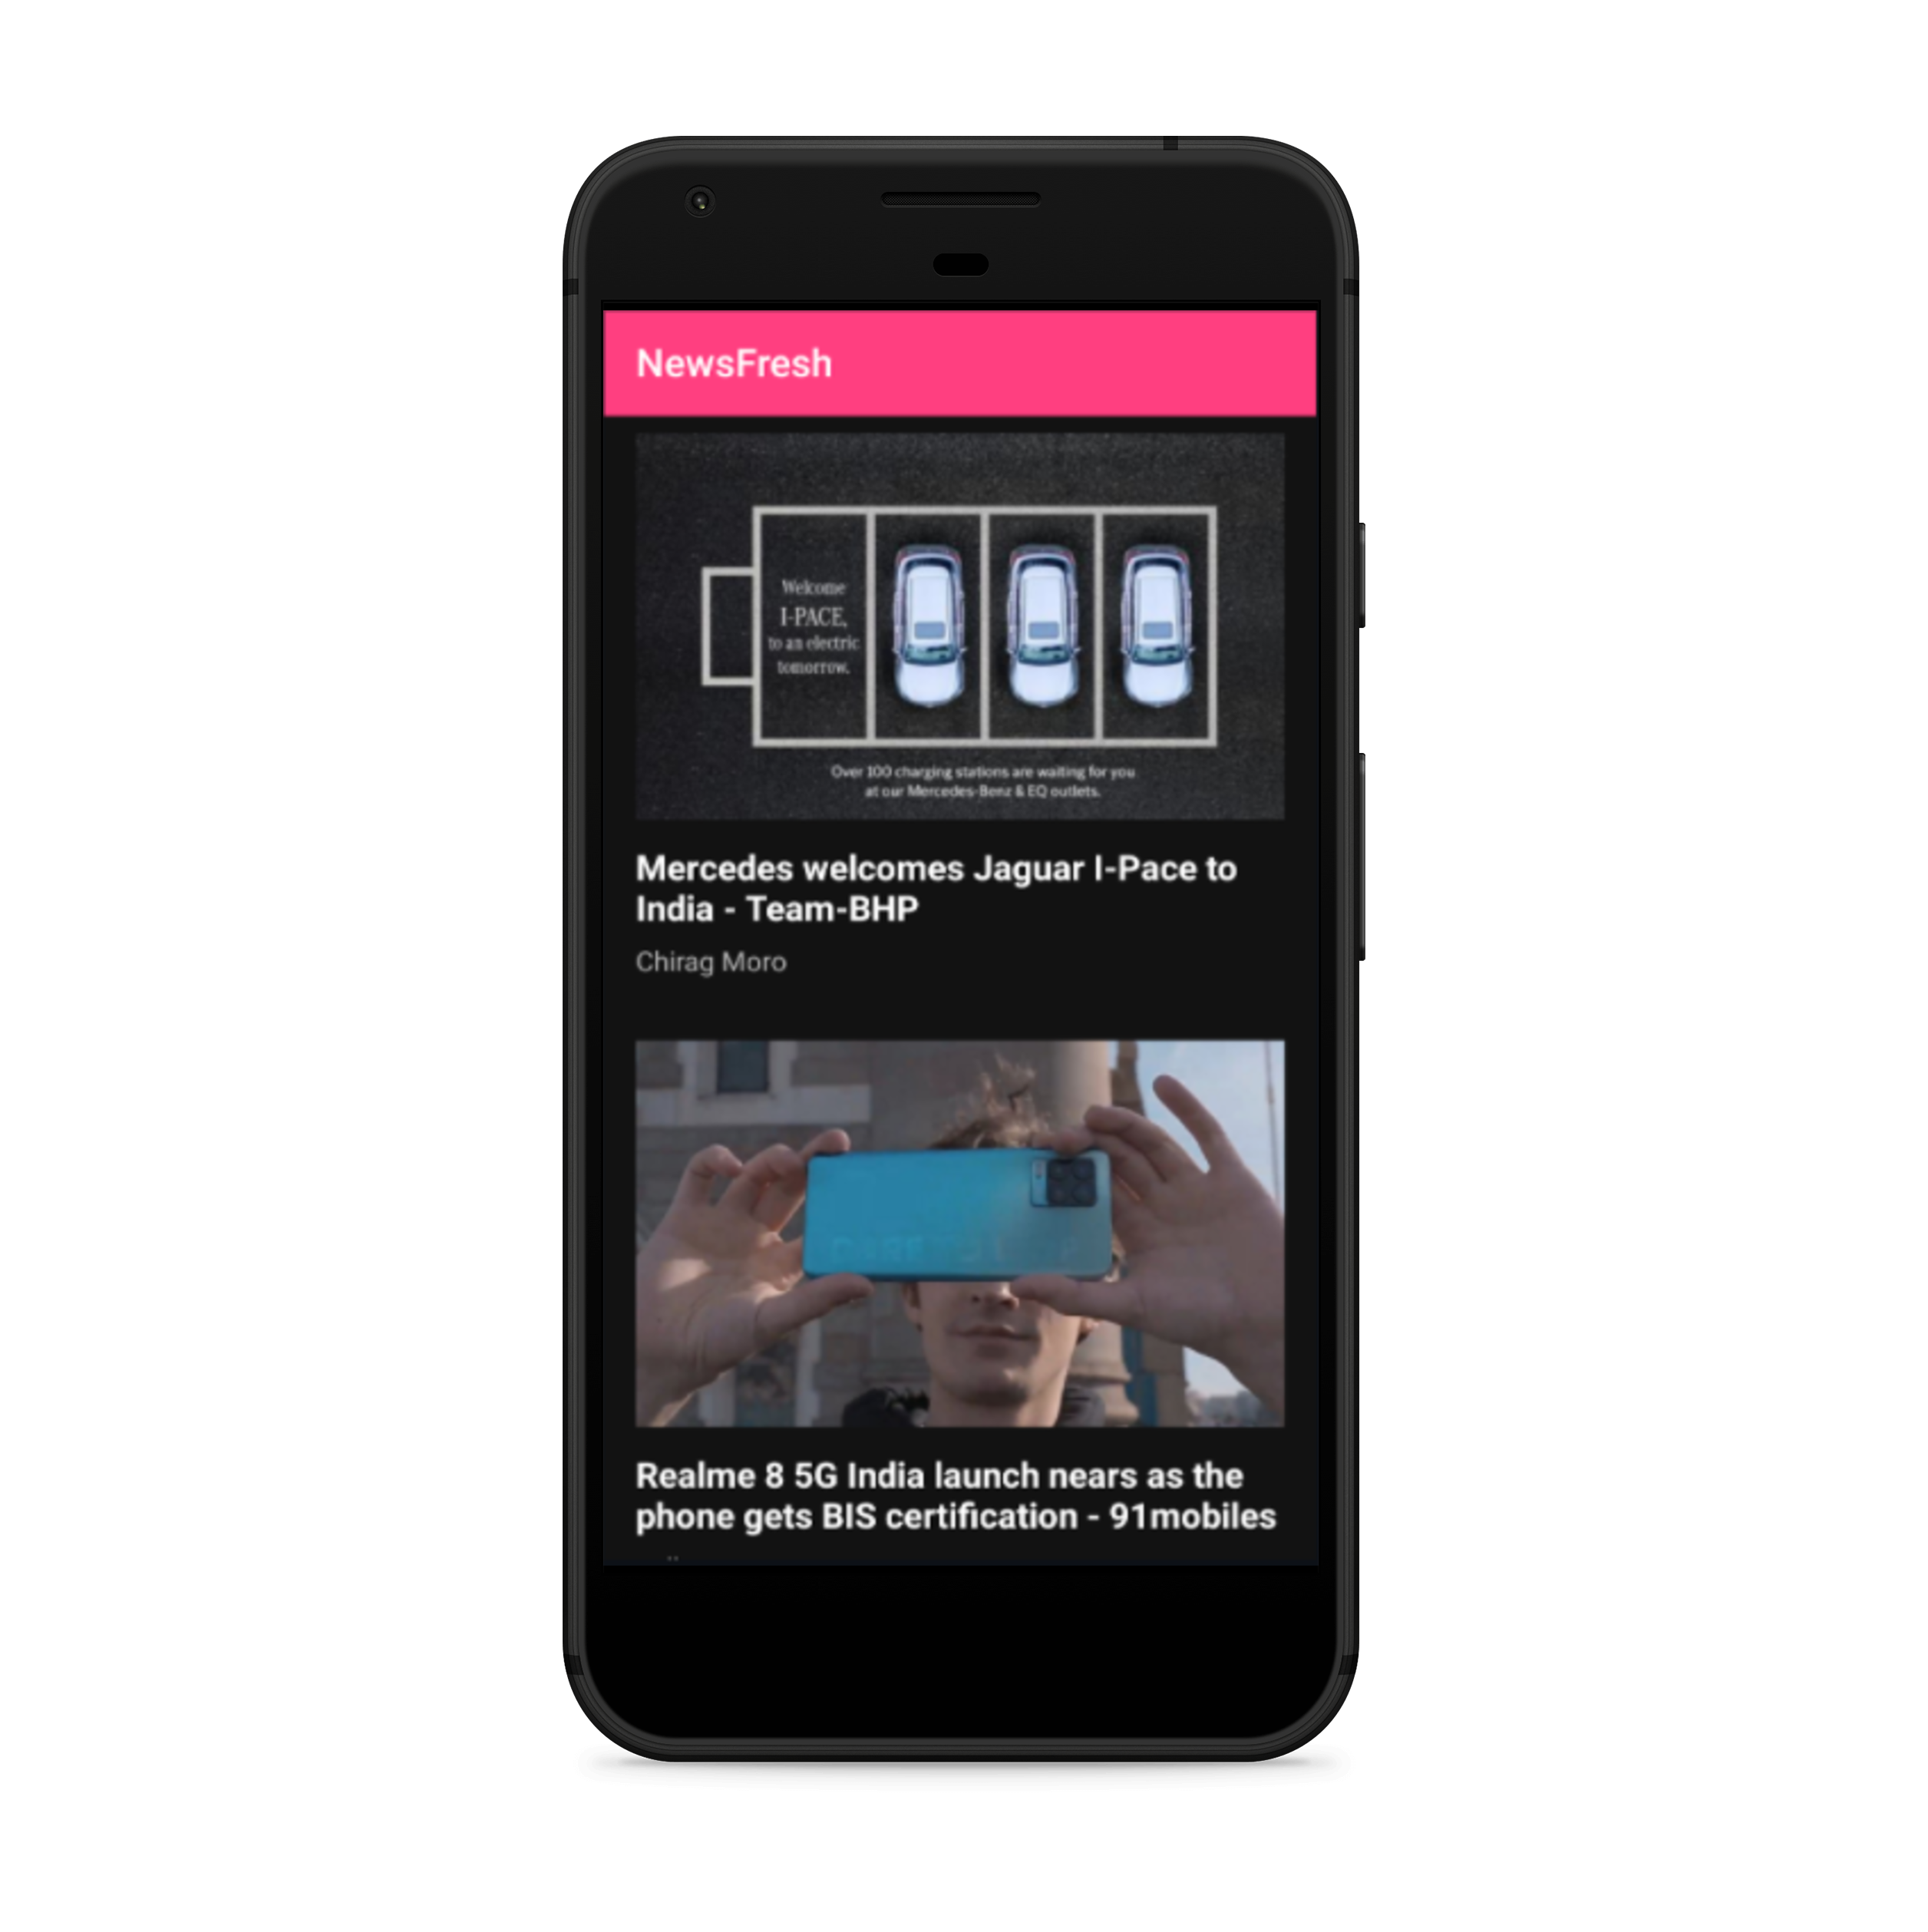 NewsFresh
Welcome
I-PACE,
to an electric
tomorrow.
Over 100 charging stations are waiting for you
at our Mercedes-Benz & EQ outlets.
Mercedes welcomes Jaguar I-Pace to
India - Team-BHP
Chirag Moro
Realme 8 5G India launch nears as the
phone gets BIS certification - 91mobiles